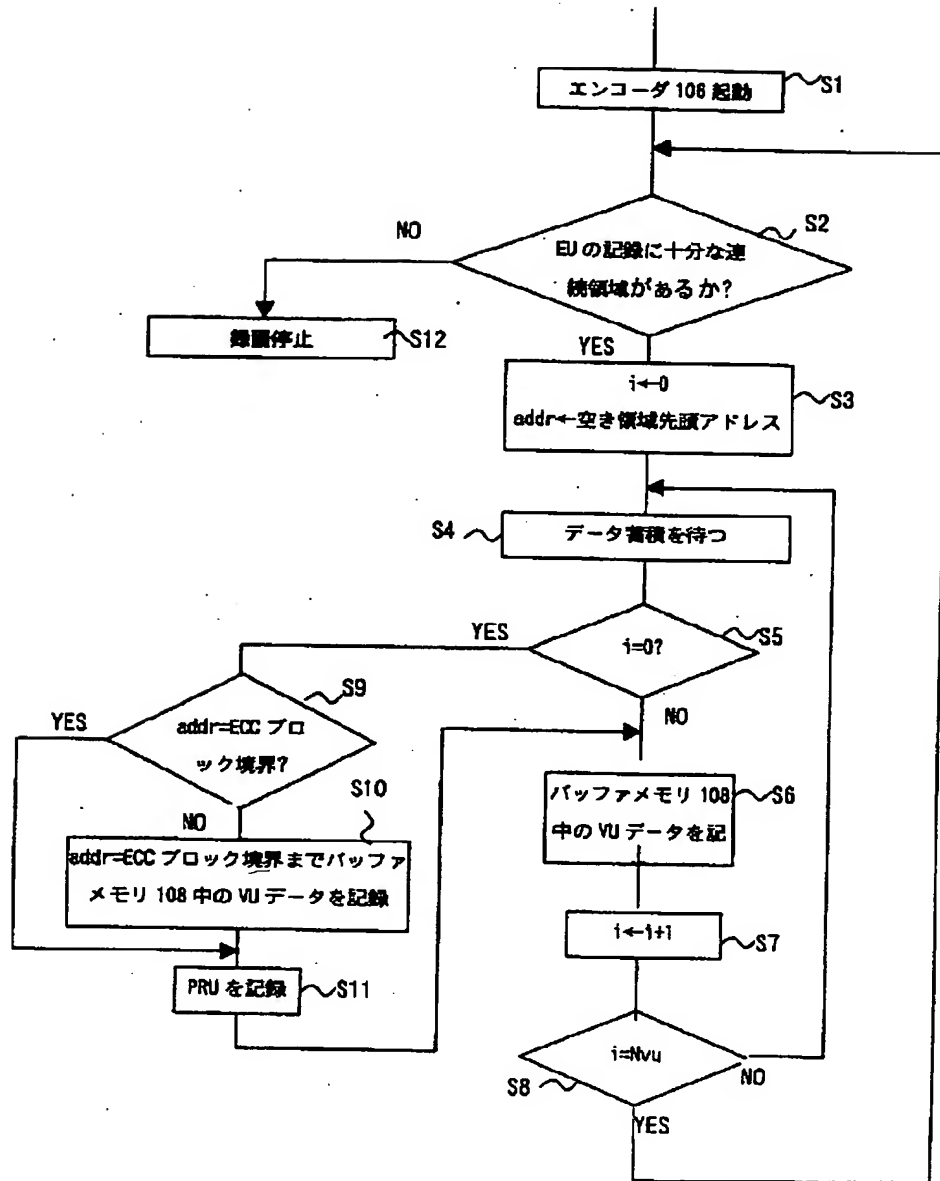 エンコーダ 106 起動
S1
S2
NO
EUの記録に十分な連
続領域があるか?
録画停止
S12
YES
i←0
S3
addr←空き領域先頭アドレス
S4
データ蓄積を待つ
YES
i=0?
S5
S9
NO
YES
addr=ECC ブロ
ック境界?
S10
バッファメモリ 108
S6
中の VU データを記
NO
addr=ECC ブロック境界までバッファ
メモリ 108 中の VU データを記録
i←i+1
S7
PRU を記録
S11
i=Nvu
NO
S8
YES